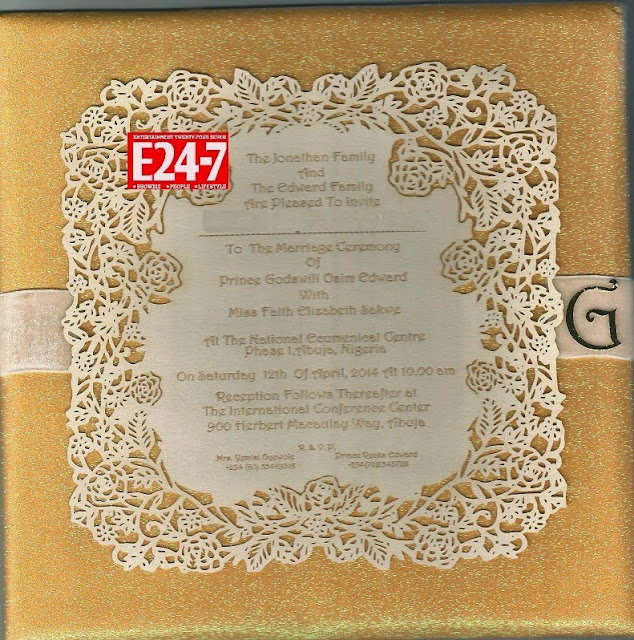 ENTERTAINMENT TWENTY-FOUR SEVEN
E24-7
• SHOWBIZ • PEOPLE • LIFESTYLE
The Jonathan Family
And
The Edward Family
Are Pleased To Invite
To The Marriage Ceremony
Of
Prince Godswill Osim Edward
With
Miss Faith Elizabeth Sakwe
At The National Ecumenical Centre
Phase 1, Abuja, Nigeria
On Saturday 12th Of April, 2014 At 10.00 am
Reception Follows Thereafter at
The International Conference Center
900 Herbert Macaulay Way, Abuja
R.S.V.P.
Mrs. Oyewole
Prince Edward
G